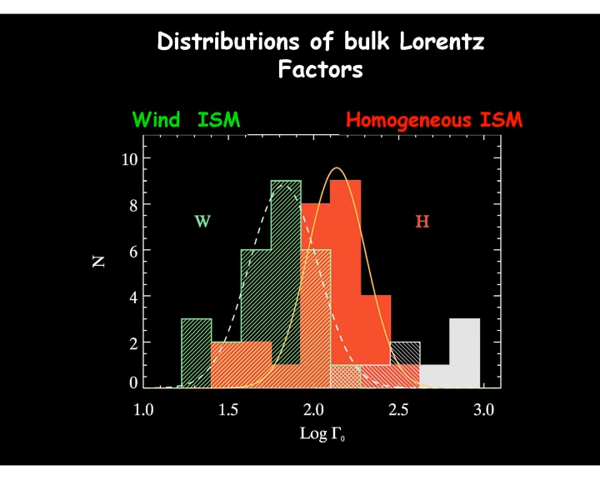 Distributions of bulk Lorentz
Factors
Wind ISM
Homogeneous ISM
10
8
6
4
2
0
N
W
H
1.0
1.5
2.0
2.5
3.0
Log Γ₀